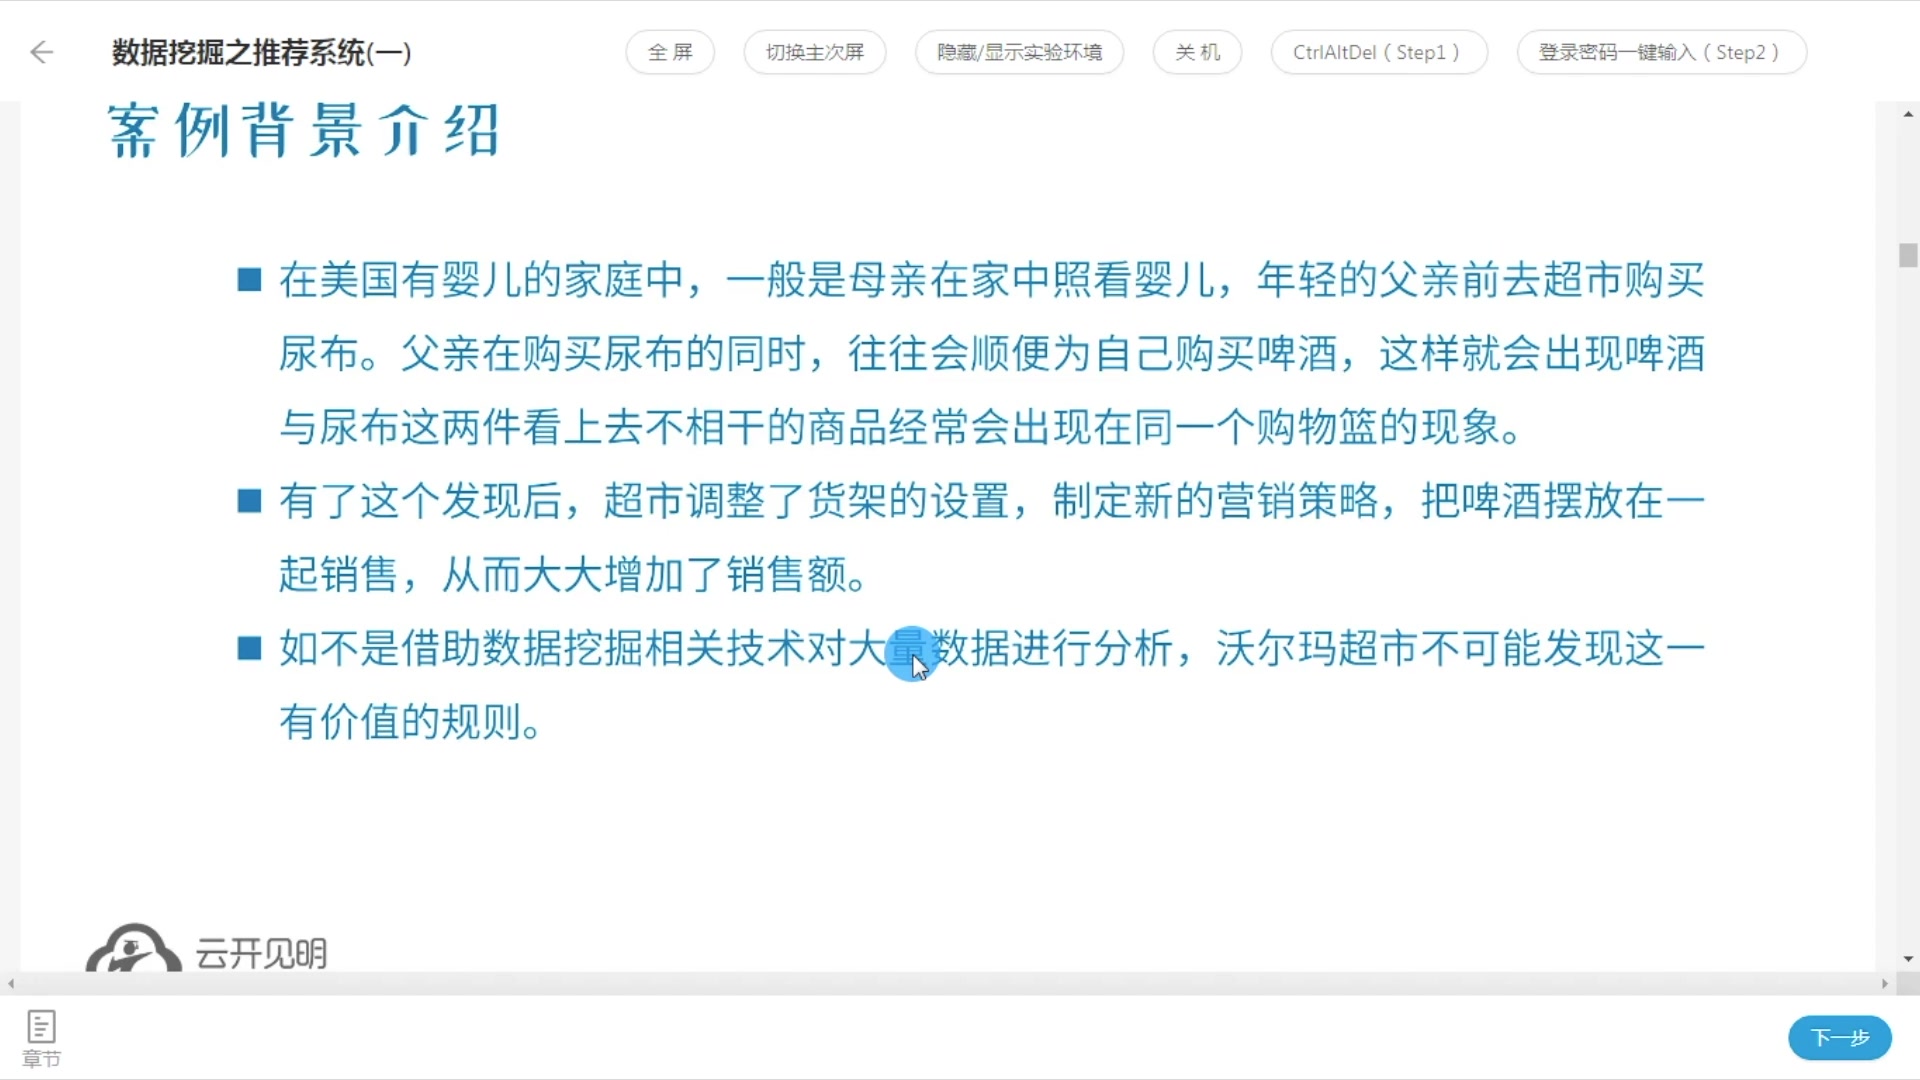 数据挖掘之推荐系统(一)
全 屏
切换主次屏
隐藏/显示实验环境
关 机
CtrlAltDel（Step1）
登录密码一键输入（Step2）
案例背景介绍
在美国有婴儿的家庭中，一般是母亲在家中照看婴儿，年轻的父亲前去超市购买
尿布。父亲在购买尿布的同时，往往会顺便为自己购买啤酒，这样就会出现啤酒
与尿布这两件看上去不相干的商品经常会出现在同一个购物篮的现象。
有了这个发现后，超市调整了货架的设置，制定新的营销策略，把啤酒摆放在一
起销售，从而大大增加了销售额。
如不是借助数据挖掘相关技术对大量数据进行分析，沃尔玛超市不可能发现这一
有价值的规则。
云开见明
章节
下一步